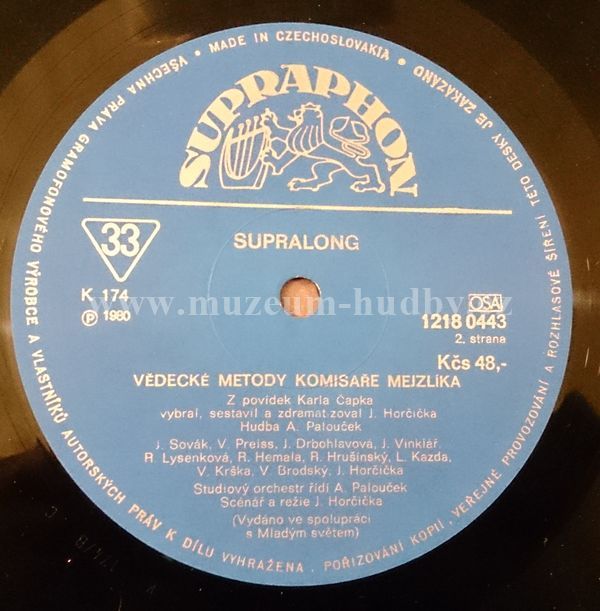 VŠECHNA PRÁVA GRAMOFONOVÉHO VÝROBCE A VLASTNÍKŮ AUTORSKÝCH PRÁV K DÍLU VYHRAŽENA. POŘIZOVÁNÍ KOPIÍ, VEŘEJNÉ PROVOZOVÁNÍ A ROZHLASOVÉ ŠÍŘENÍ TÉTO DESKY JE ZAKÁZÁNO • MADE IN CZECHOSLOVAKIA •
SUPRAPHON
33
SUPRALONG
K 174
℗ 1980
www.muzeum-hudby.cz
OSA
1218 0443
2. strana
Kčs 48,-
VĚDECKÉ METODY KOMISAŘE MEJZLÍKA
Z povídek Karla Čapka
vybral, sestavil a zdramatizoval J. Horčička
Hudba A. Palouček
J. Sovák, V. Preiss, J. Drbohlavová, J. Vinklář,
R. Lysenková, R. Hemala, R. Hrušínský, L. Kazda,
V. Krška, V. Brodský, J. Horčička
Studiový orchestr řídí A. Palouček
Scénář a režie J. Horčička
(Vydáno ve spolupráci
s Mladým světem)